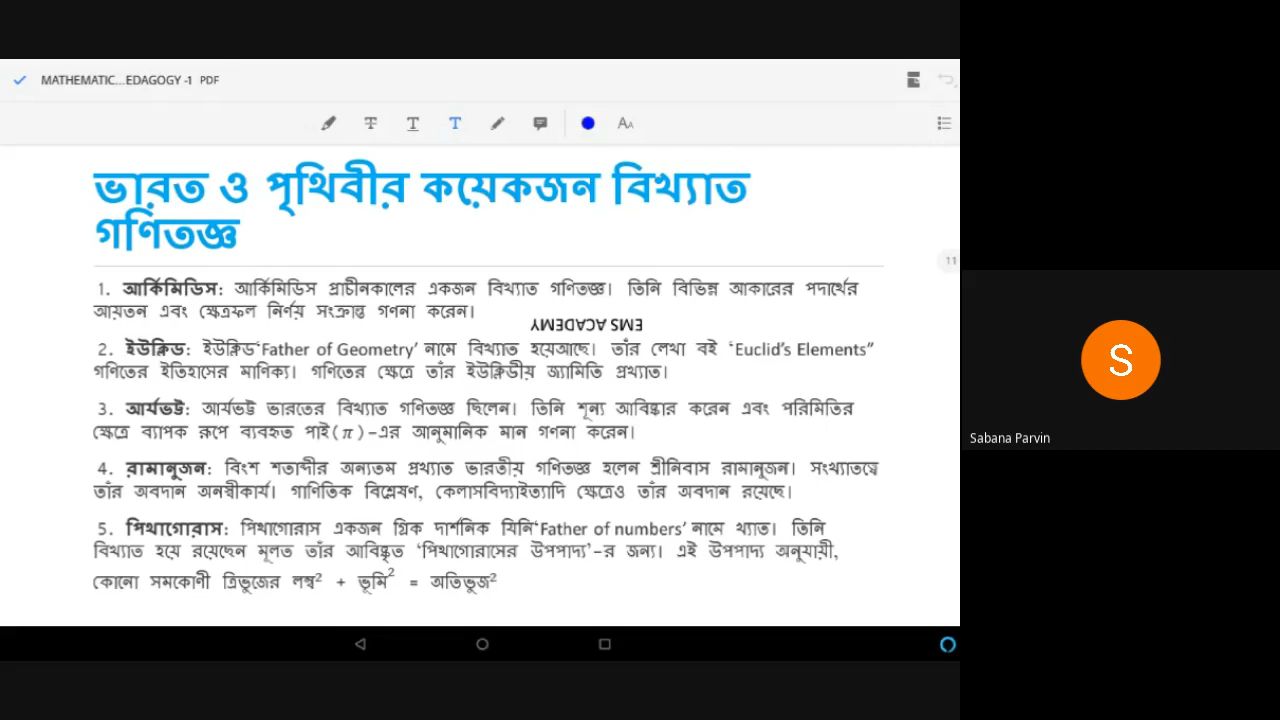 MATHEMATIC...EDAGOGY -1 PDF
ভারত ও পৃথিবীর কয়েকজন বিখ্যাত
গণিতজ্ঞ
11
1. আর্কিমিডিস: আর্কিমিডিস প্রাচীনকালের একজন বিখ্যাত গণিতজ্ঞ। তিনি বিভিন্ন আকারের পদার্থের
আয়তন এবং ক্ষেত্রফল নির্ণয় সংক্রান্ত গণনা করেন।
EMS ACADEMY
2. ইউক্লিড: ইউক্লিড‘Father of Geometry’ নামে বিখ্যাত হয়েআছে। তাঁর লেখা বই ‘Euclid’s Elements”
গণিতের ইতিহাসের মাণিক্য। গণিতের ক্ষেত্রে তাঁর ইউক্লিডীয় জ্যামিতি প্রখ্যাত।
3. আর্যভট্ট: আর্যভট্ট ভারতের বিখ্যাত গণিতজ্ঞ ছিলেন। তিনি শূন্য আবিষ্কার করেন এবং পরিমিতির
ক্ষেত্রে ব্যাপক রূপে ব্যবহৃত পাই(π)-এর আনুমানিক মান গণনা করেন।
4. রামানুজন: বিংশ শতাব্দীর অন্যতম প্রখ্যাত ভারতীয় গণিতজ্ঞ হলেন শ্রীনিবাস রামানুজন। সংখ্যাতত্বে
তাঁর অবদান অনস্বীকার্য। গাণিতিক বিশ্লেষণ, কেলাসবিদ্যাইত্যাদি ক্ষেত্রেও তাঁর অবদান রয়েছে।
5. পিথাগোরাস: পিথাগোরাস একজন গ্রিক দার্শনিক যিনি‘Father of numbers’ নামে খ্যাত। তিনি
বিখ্যাত হয়ে রয়েছেন মূলত তাঁর আবিষ্কৃত ‘পিথাগোরাসের উপপাদ্য’-র জন্য। এই উপপাদ্য অনুযায়ী,
কোনো সমকোণী ত্রিভুজের লম্ব² + ভূমি² = অতিভুজ²
S
Sabana Parvin